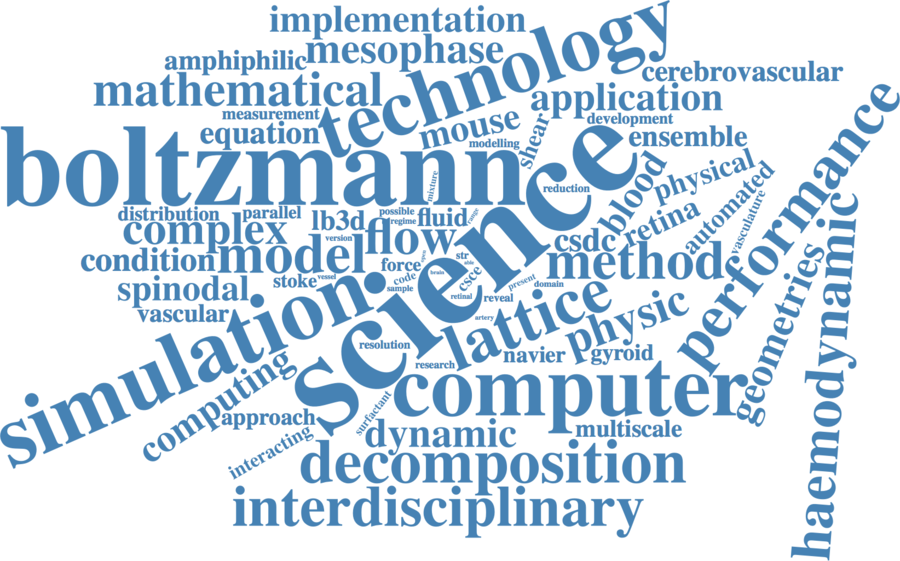 implementation
amphiphilic
mesophase
technology
cerebrovascular
mathematical
application
measurement
equation
mouse
modelling
shear
development
ensemble
boltzmann
science
mixture
reduction
blood
physical
performance
distribution
parallel
lb3d
possible
regime
fluid
range
retina
automated
vasculature
complex
version
flow
csdc
condition
model
force
str
able
method
haemodynamic
stoke
vessel
code
brain
csce
present
domain
spinodal
sample
retinal
reveal
geometries
vascular
simulation
artery
lattice
physic
resolution
research
navier
gyroid
computing
computer
approach
surfactant
dynamic
multiscale
interacting
decomposition
interdisciplinary